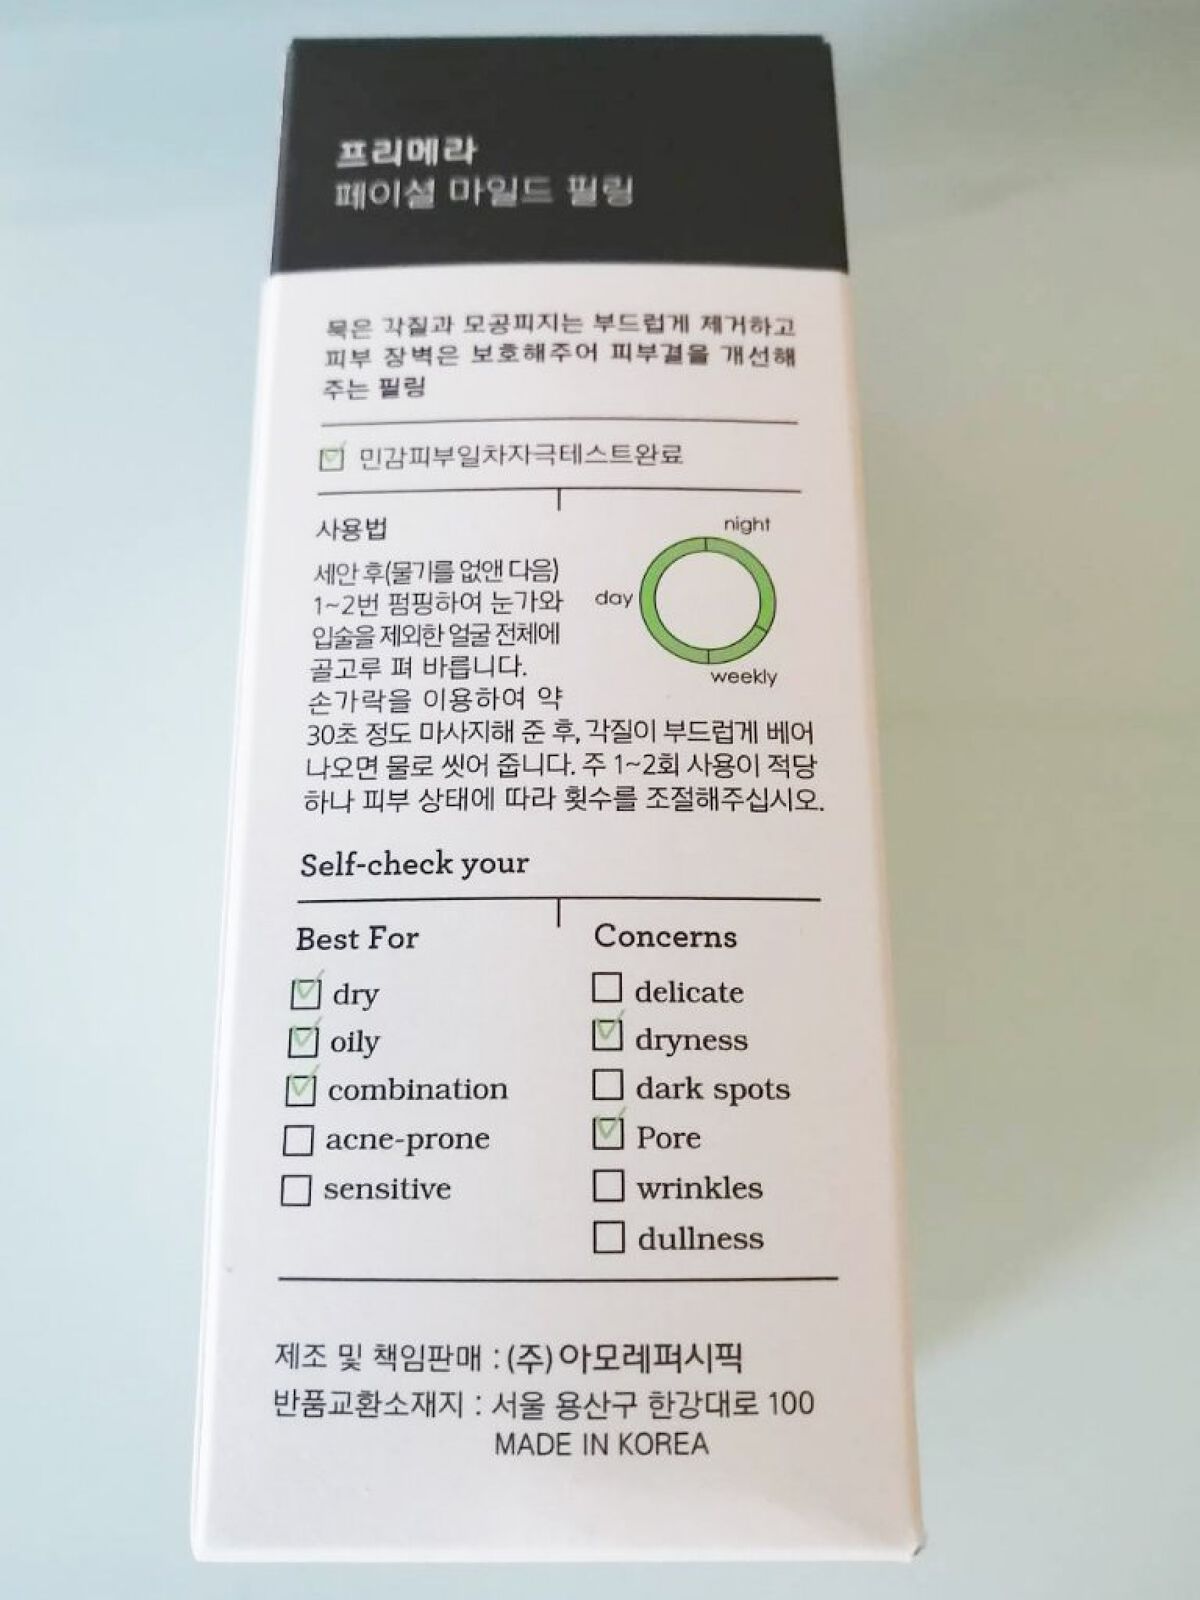 프리메라
페이셜 마일드 필링
묵은 각질과 모공피지는 부드럽게 제거하고
피부 장벽은 보호해주어 피부결을 개선해
주는 필링
민감피부일차자극테스트완료
사용법
night
세안 후(물기를 없앤 다음)
day
1~2번 펌핑하여 눈가와
입술을 제외한 얼굴 전체에
골고루 펴 바릅니다.
weekly
손가락을 이용하여 약
30초 정도 마사지해 준 후, 각질이 부드럽게 베어
나오면 물로 씻어 줍니다. 주 1~2회 사용이 적당
하나 피부 상태에 따라 횟수를 조절해주십시오.
Self-check your
Best For
dry
oily
combination
acne-prone
sensitive
Concerns
delicate
dryness
dark spots
Pore
wrinkles
dullness
제조 및 책임판매 : (주)아모레퍼시픽
반품교환소재지 : 서울 용산구 한강대로 100
MADE IN KOREA